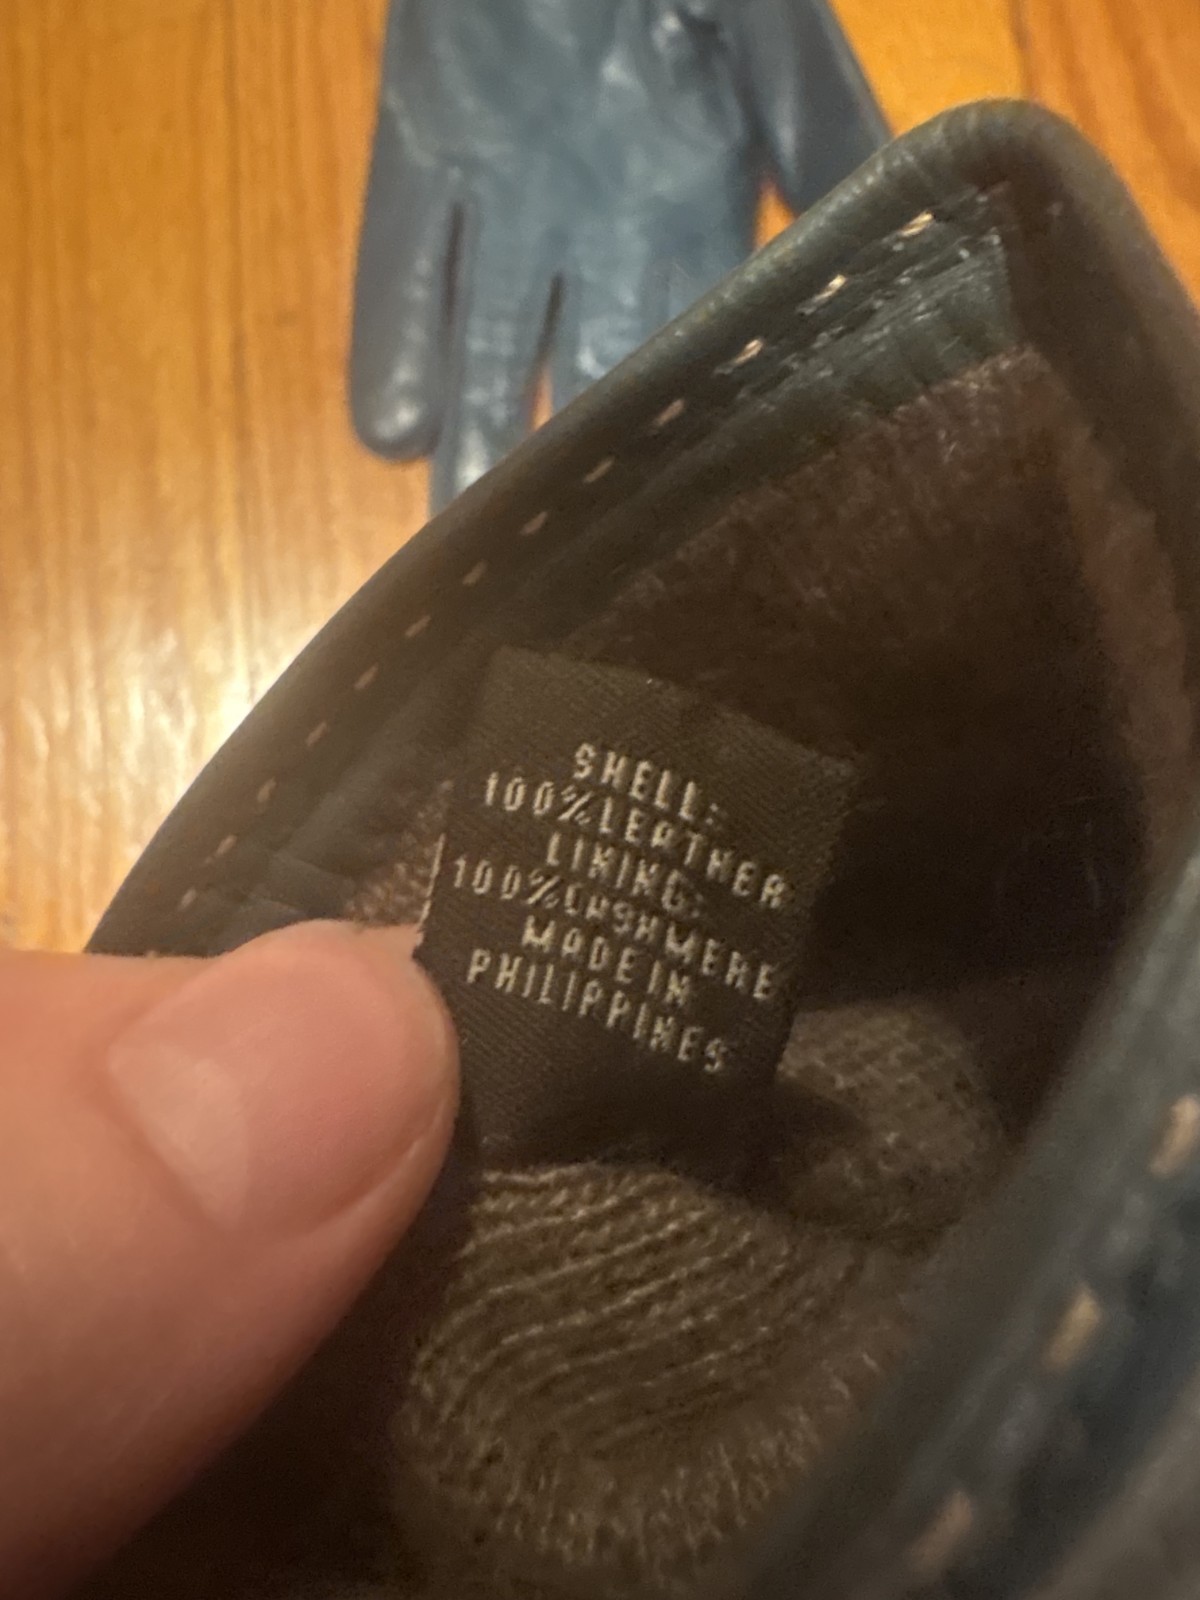 SHELL:
100%LEATHER
LINING:
100%CASHMERE
MADE IN
PHILIPPINES